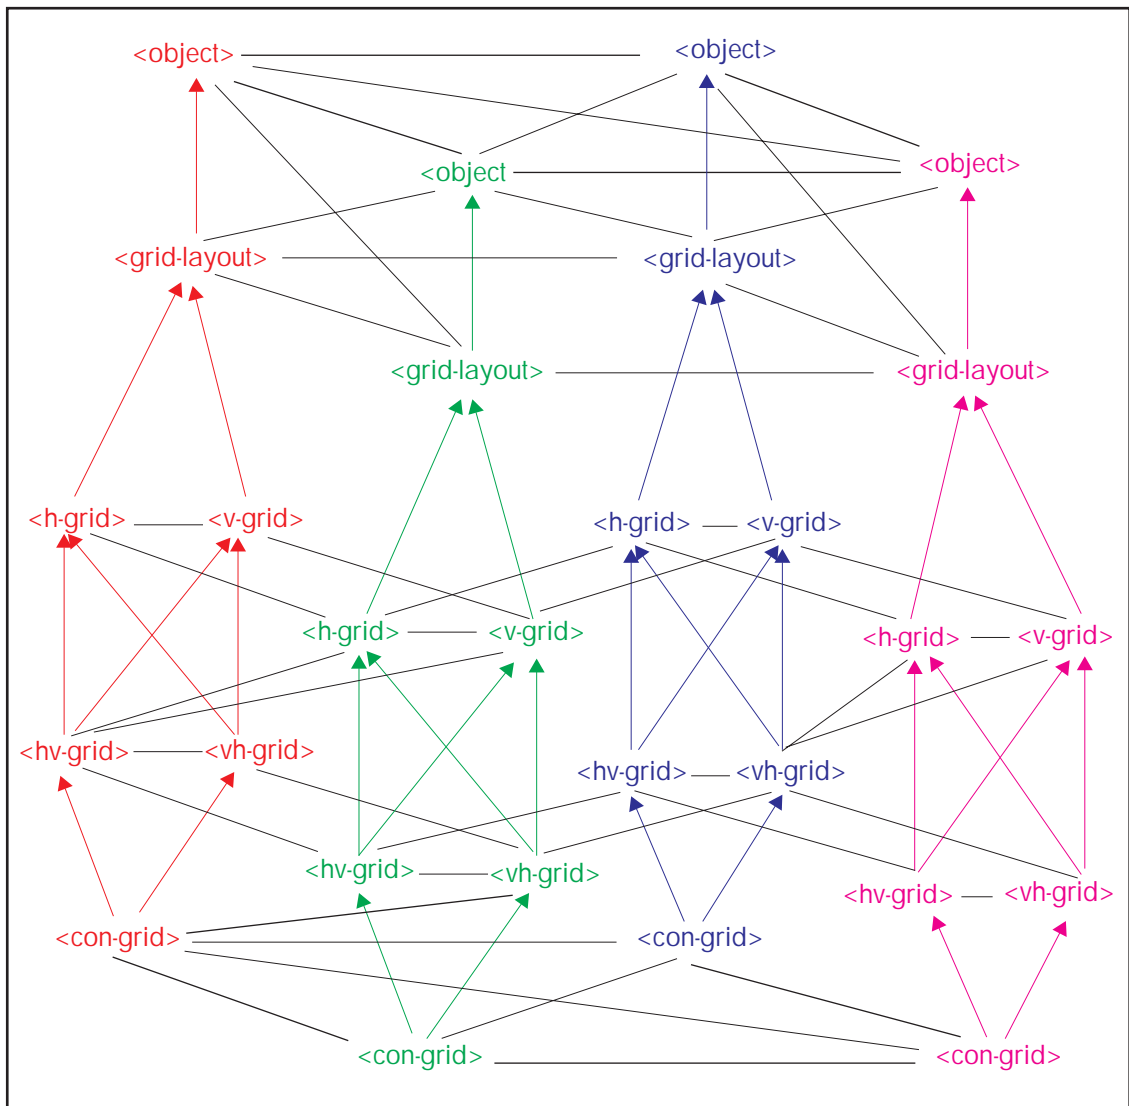 <object>
<object>
<object
<object>
<grid-layout>
<grid-layout>
<grid-layout>
<grid-layout>
<h-grid>
<v-grid>
<h-grid>
<v-grid>
<h-grid>
<v-grid>
<h-grid>
<v-grid>
<hv-grid>
<vh-grid>
<hv-grid>
<vh-grid>
<hv-grid>
<vh-grid>
<hv-grid>
<vh-grid>
<con-grid>
<con-grid>
<con-grid>
<con-grid>